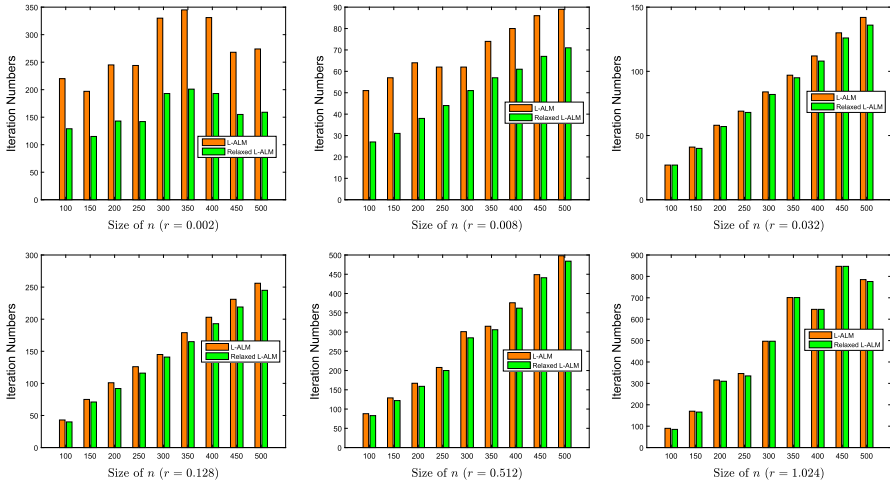 350
300
250
200
150
100
50
0
Iteration Numbers
L-ALM
Relaxed L-ALM
100 150 200 250 300 350 400 450 500
Size of n (r = 0.002)
90
80
70
60
50
40
30
20
10
0
Iteration Numbers
L-ALM
Relaxed L-ALM
100 150 200 250 300 350 400 450 500
Size of n (r = 0.008)
150
100
50
0
Iteration Numbers
L-ALM
Relaxed L-ALM
100 150 200 250 300 350 400 450 500
Size of n (r = 0.032)
300
250
200
150
100
50
0
Iteration Numbers
L-ALM
Relaxed L-ALM
100 150 200 250 300 350 400 450 500
Size of n (r = 0.128)
500
450
400
350
300
250
200
150
100
50
0
Iteration Numbers
L-ALM
Relaxed L-ALM
100 150 200 250 300 350 400 450 500
Size of n (r = 0.512)
900
800
700
600
500
400
300
200
100
0
Iteration Numbers
L-ALM
Relaxed L-ALM
100 150 200 250 300 350 400 450 500
Size of n (r = 1.024)